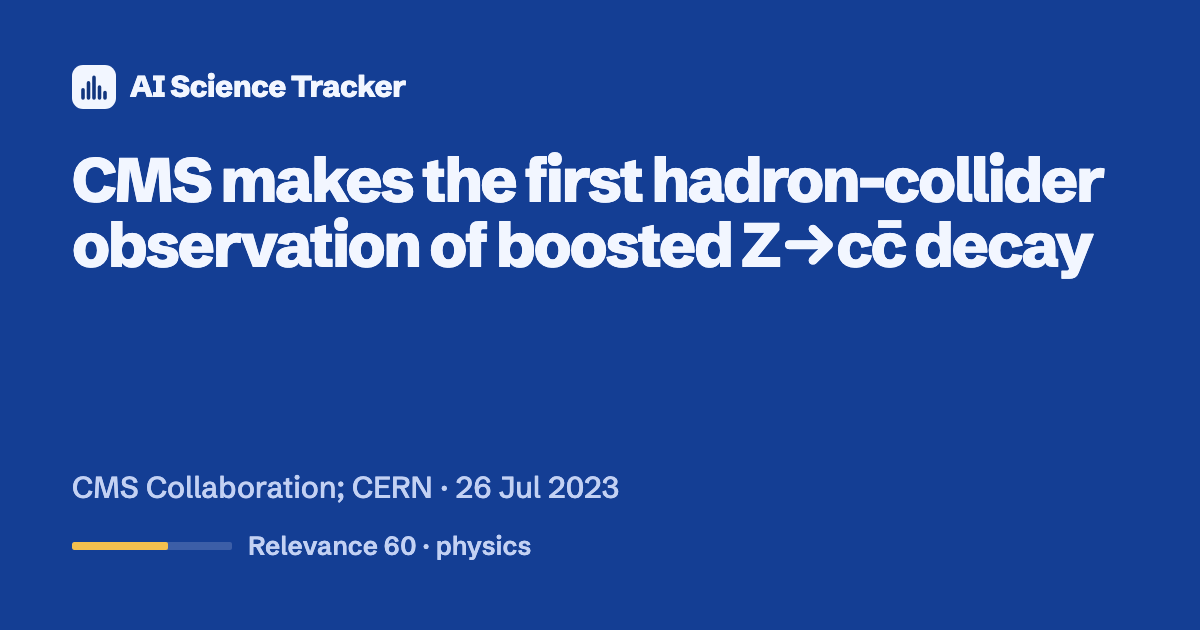 AI Science Tracker
CMS makes the first hadron-collider
observation of boosted Z→cc̄ decay
CMS Collaboration; CERN · 26 Jul 2023
Relevance 60 · physics